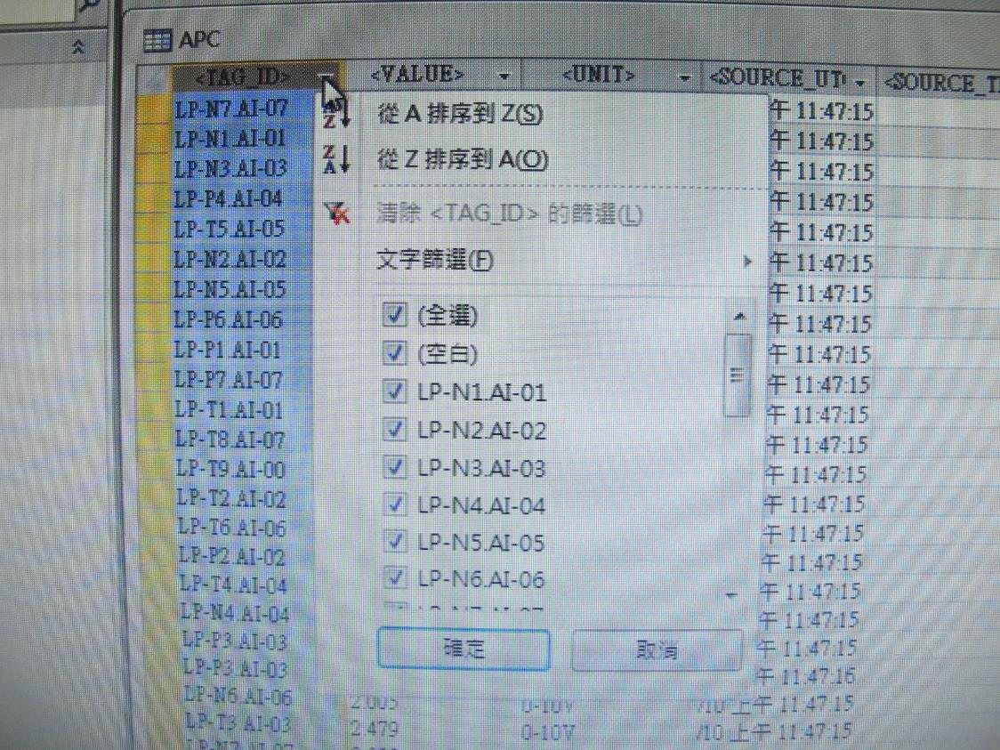 APC
<TAG_ID> <VALUE> <UNIT> <SOURCE_UT <SOURCE_T
LP-N7.AI-07 午 11:47:15
LP-N1.AI-01 午 11:47:15
LP-N3.AI-03 午 11:47:15
LP-P4.AI-04 午 11:47:15
LP-T5.AI-05 午 11:47:15
LP-N2.AI-02 午 11:47:15
LP-N5.AI-05 午 11:47:15
LP-P6.AI-06 午 11:47:15
LP-P1.AI-01 午 11:47:15
LP-P7.AI-07 午 11:47:15
LP-T1.AI-01 午 11:47:15
LP-T8.AI-07 午 11:47:15
LP-T9.AI-00 午 11:47:15
LP-T2.AI-02 午 11:47:15
LP-T6.AI-06 午 11:47:15
LP-P2.AI-02 午 11:47:15
LP-T4.AI-04 午 11:47:15
LP-N4.AI-04 午 11:47:15
LP-P3.AI-03 午 11:47:15
LP-P3.AI-03 午 11:47:16
LP-N6.AI-06 2.005 0-10V /10 上午 11:47:15
LP-T3.AI-03 2.479 0-10V /10 上午 11:47:15
從 A 排序到 Z(S)
從 Z 排序到 A(O)
清除 <TAG_ID> 的篩選(L)
文字篩選(F)
(全選)
(空白)
LP-N1.AI-01
LP-N2.AI-02
LP-N3.AI-03
LP-N4.AI-04
LP-N5.AI-05
LP-N6.AI-06
確定 取消